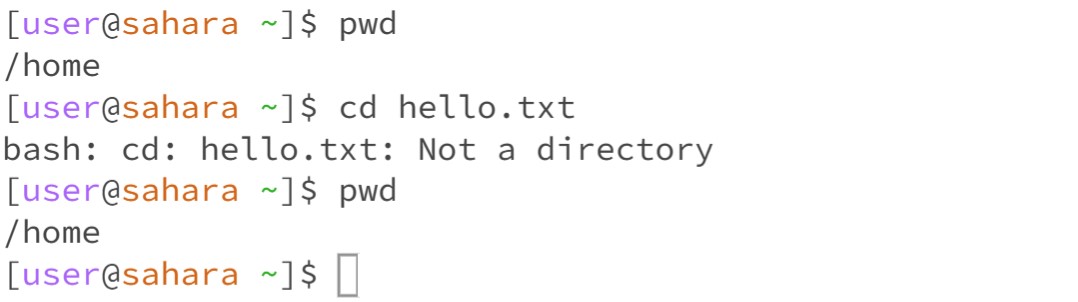 [user@sahara ~]$ pwd
/home
[user@sahara ~]$ cd hello.txt
bash: cd: hello.txt: Not a directory
[user@sahara ~]$ pwd
/home
[user@sahara ~]$